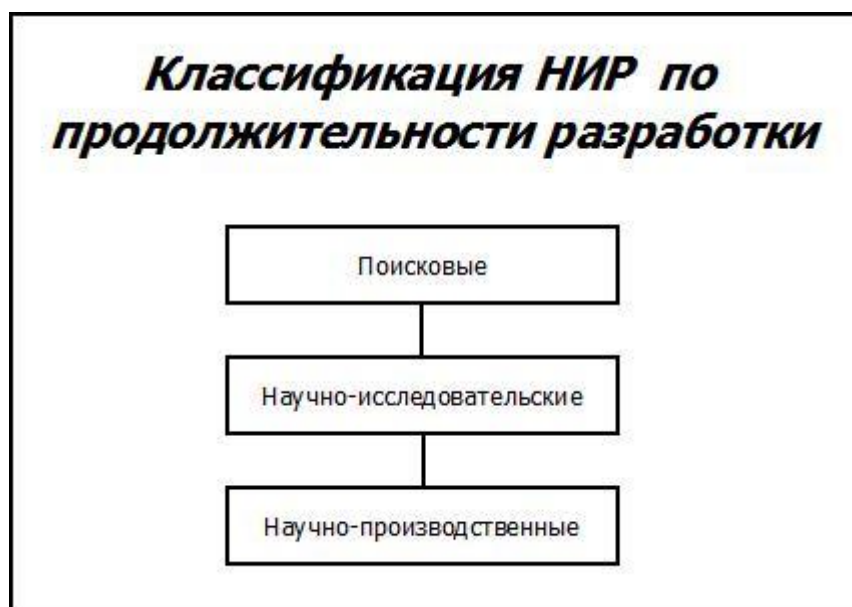 Классификация НИР по
продолжительности разработки
Поисковые
Научно-исследовательские
Научно-производственные